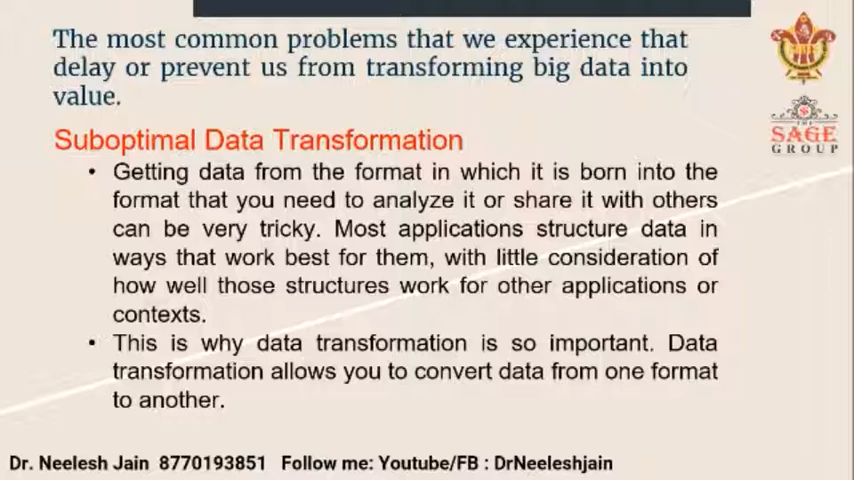 The most common problems that we experience that
delay or prevent us from transforming big data into
value.
Suboptimal Data Transformation
• Getting data from the format in which it is born into the
format that you need to analyze it or share it with others
can be very tricky. Most applications structure data in
ways that work best for them, with little consideration of
how well those structures work for other applications or
contexts.
• This is why data transformation is so important. Data
transformation allows you to convert data from one format
to another.
THE
SAGE
GROUP
Dr. Neelesh Jain 8770193851 Follow me: Youtube/FB : DrNeeleshjain